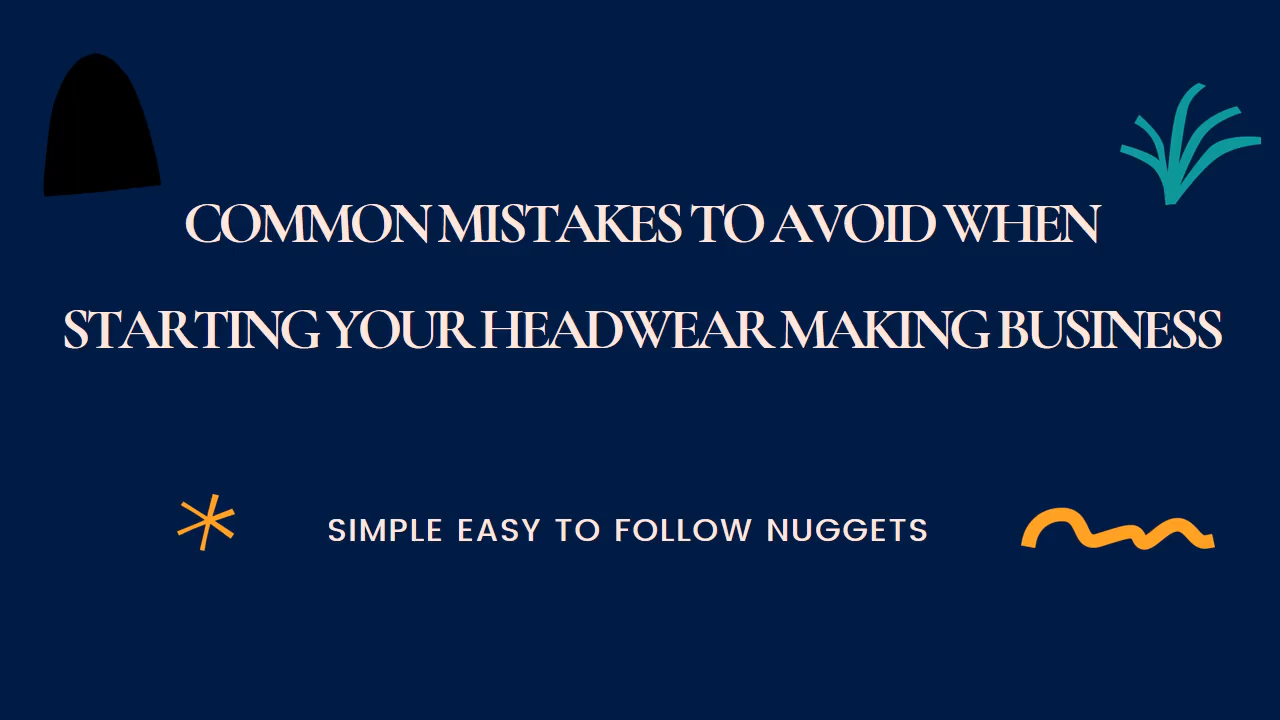 COMMON MISTAKES TO AVOID WHEN
STARTING YOUR HEADWEAR MAKING BUSINESS
SIMPLE EASY TO FOLLOW NUGGETS